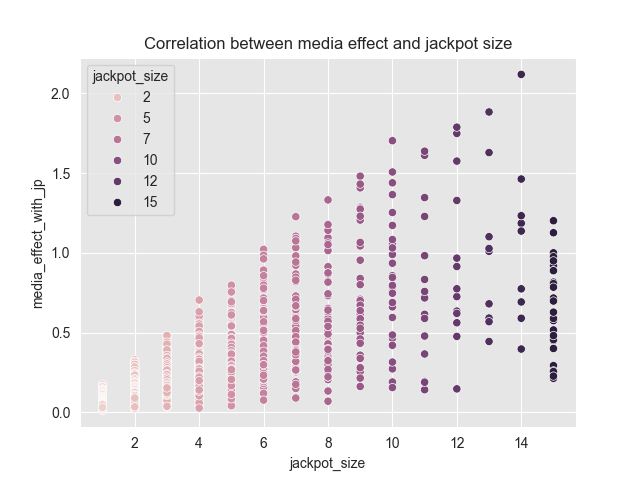 Correlation between media effect and jackpot size
jackpot_size
2
5
7
10
12
15
media_effect_with_jp
2.0
1.5
1.0
0.5
0.0
2 4 6 8 10 12 14
jackpot_size